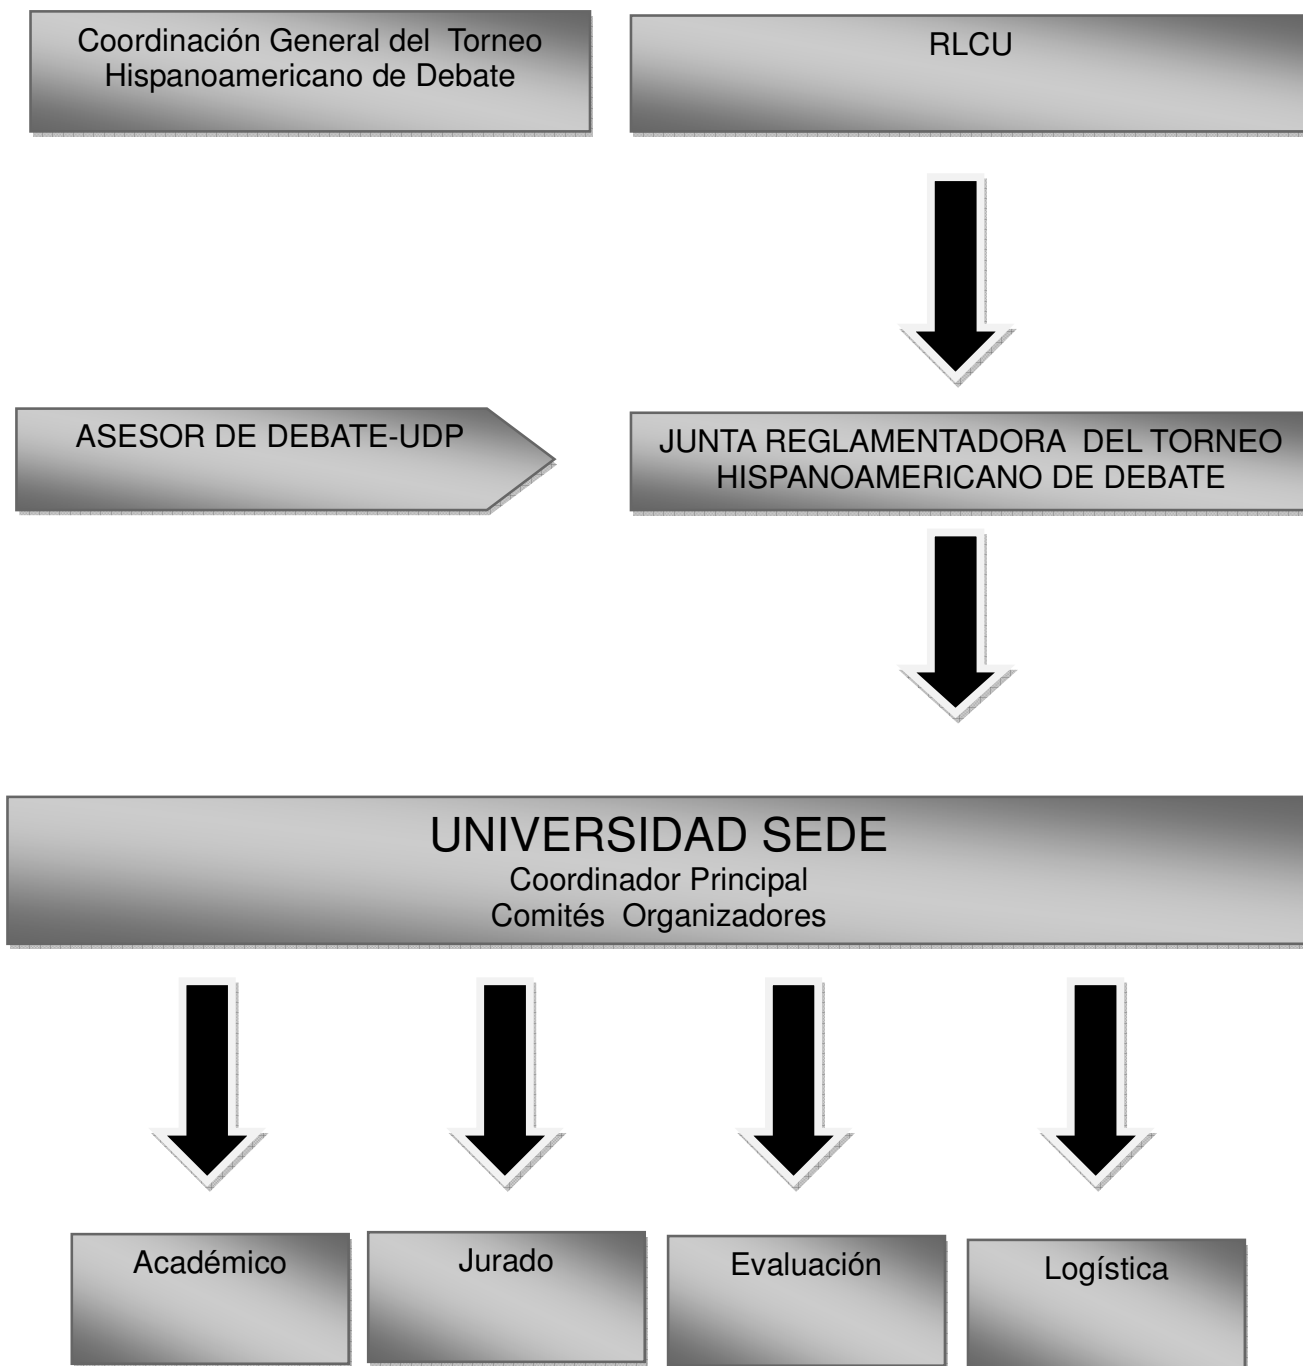 Coordinación General del  Torneo
Hispanoamericano de Debate
RLCU
ASESOR DE DEBATE-UDP
JUNTA REGLAMENTADORA  DEL TORNEO
HISPANOAMERICANO DE DEBATE
UNIVERSIDAD SEDE
Coordinador Principal
Comités  Organizadores
Académico
Jurado
Evaluación
Logística